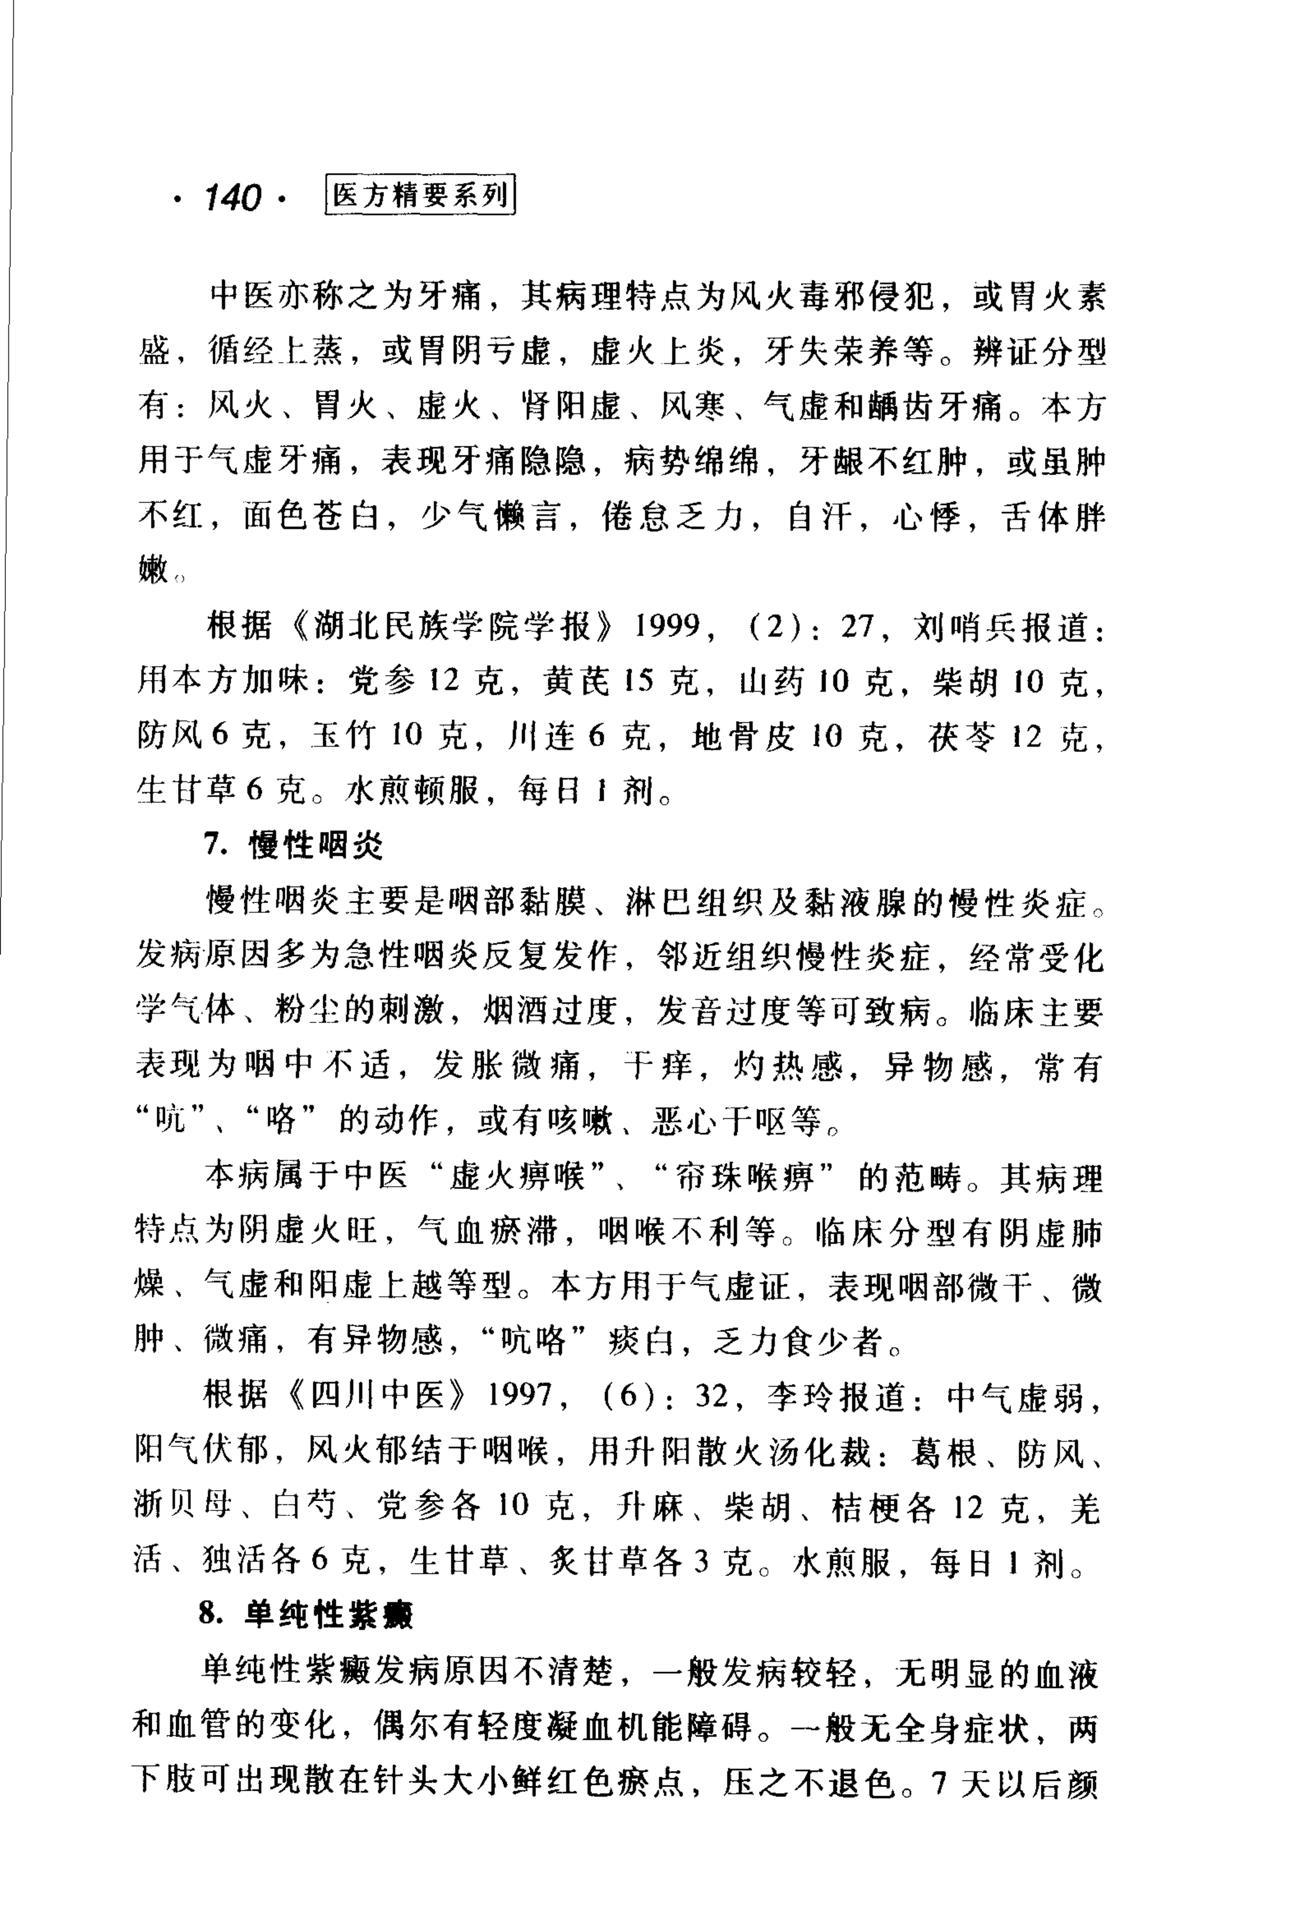 · 140 · 医方精要系列
中医亦称之为牙痛，其病理特点为风火毒邪侵犯，或胃火素
盛，循经上蒸，或胃阴亏虚，虚火上炎，牙失荣养等。辨证分型
有：风火、胃火、虚火、肾阳虚、风寒、气虚和龋齿牙痛。本方
用于气虚牙痛，表现牙痛隐隐，病势绵绵，牙龈不红肿，或虽肿
不红，面色苍白，少气懒言，倦怠乏力，自汗，心悸，舌体胖
嫩。
根据《湖北民族学院学报》1999，（2）：27，刘哨兵报道：
用本方加味：党参 12 克，黄芪 15 克，山药 10 克，柴胡 10 克，
防风 6 克，玉竹 10 克，川连 6 克，地骨皮 10 克，茯苓 12 克，
生甘草 6 克。水煎顿服，每日 1 剂。
7. 慢性咽炎
慢性咽炎主要是咽部黏膜、淋巴组织及黏液腺的慢性炎症。
发病原因多为急性咽炎反复发作，邻近组织慢性炎症，经常受化
学气体、粉尘的刺激，烟酒过度，发音过度等可致病。临床主要
表现为咽中不适，发胀微痛，干痒，灼热感，异物感，常有
“吭”、“咯”的动作，或有咳嗽、恶心干呕等。
本病属于中医“虚火痹喉”、“帘珠喉痹”的范畴。其病理
特点为阴虚火旺，气血瘀滞，咽喉不利等。临床分型有阴虚肺
燥、气虚和阳虚上越等型。本方用于气虚证，表现咽部微干、微
肿、微痛，有异物感，“吭咯”痰白，乏力食少者。
根据《四川中医》1997，（6）：32，李玲报道：中气虚弱，
阳气伏郁，风火郁结于咽喉，用升阳散火汤化裁：葛根、防风、
浙贝母、白芍、党参各 10 克，升麻、柴胡、桔梗各 12 克，羌
活、独活各 6 克，生甘草、炙甘草各 3 克。水煎服，每日 1 剂。
8. 单纯性紫癜
单纯性紫癜发病原因不清楚，一般发病较轻，无明显的血液
和血管的变化，偶尔有轻度凝血机能障碍。一般无全身症状，两
下肢可出现散在针头大小鲜红色瘀点，压之不退色。7 天以后颜